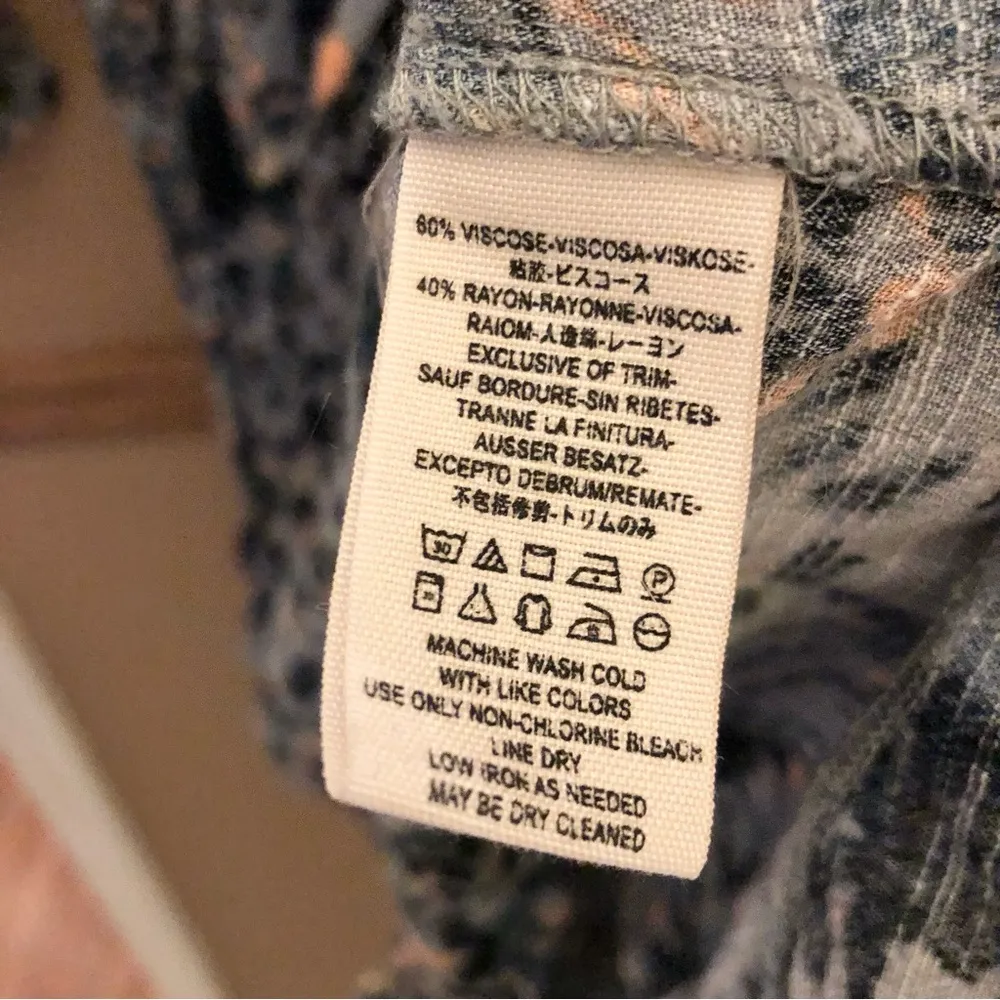 60% VISCOSE-VISCOSA-VISKOSE-
粘胶-ビスコース
40% RAYON-RAYONNE-VISCOSA-
RAIOM-人造绵-レーヨン
EXCLUSIVE OF TRIM-
SAUF BORDURE-SIN RIBETES-
TRANNE LA FINITURA-
AUSSER BESATZ-
EXCEPTO DEBRUM/REMATE-
不包括修剪-トリムのみ
30
P
30
MACHINE WASH COLD
WITH LIKE COLORS
USE ONLY NON-CHLORINE BLEACH
LINE DRY
LOW IRON AS NEEDED
MAY BE DRY CLEANED